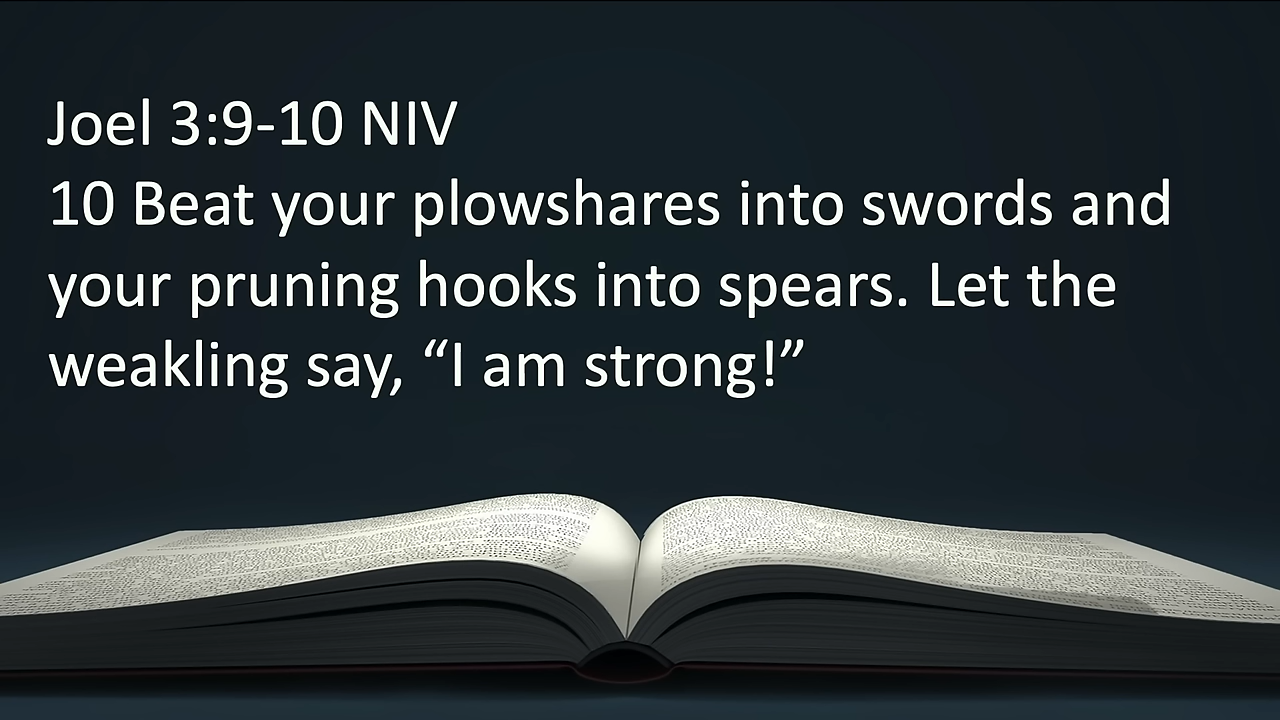 Joel 3:9-10 NIV
10 Beat your plowshares into swords and
your pruning hooks into spears. Let the
weakling say, “I am strong!”